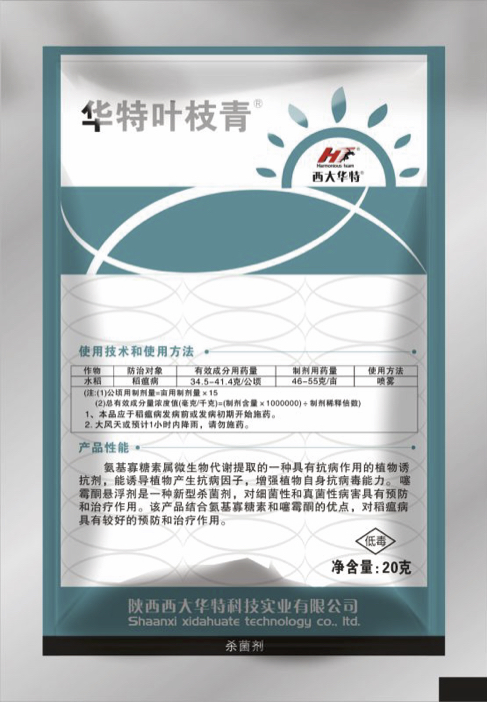 华特叶枝青®
HT
Harmonious team
西大华特®
使用技术和使用方法
作物 防治对象 有效成分用药量 制剂用药量 使用方法
水稻 稻瘟病 34.5-41.4克/公顷 46-55克/亩 喷雾
(注:(1)公顷用制剂量=亩用制剂量×15
(2)总有效成分量浓度值(毫克/千克)=(制剂含量×1000000)÷制剂稀释倍数)
1、本品应于稻瘟病发病前或发病初期开始施药。
2. 大风天或预计1小时内降雨，请勿施药。
产品性能
氨基寡糖素属微生物代谢提取的一种具有抗病作用的植物诱
抗剂，能诱导植物产生抗病因子，增强植物自身抗病毒能力。噻
霉酮悬浮剂是一种新型杀菌剂，对细菌性和真菌性病害具有预防
和治疗作用。该产品结合氨基寡糖素和噻霉酮的优点，对稻瘟病
具有较好的预防和治疗作用。
低毒
净含量:20克
陕西西大华特科技实业有限公司
Shaanxi xidahuate technology co., ltd.
杀菌剂